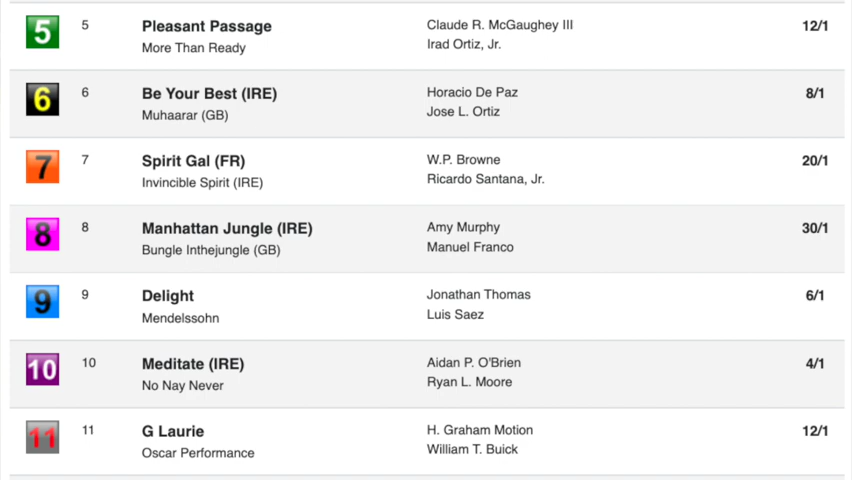 5 5 Pleasant Passage Claude R. McGaughey III 12/1
More Than Ready Irad Ortiz, Jr.
6 6 Be Your Best (IRE) Horacio De Paz 8/1
Muhaarar (GB) Jose L. Ortiz
7 7 Spirit Gal (FR) W.P. Browne 20/1
Invincible Spirit (IRE) Ricardo Santana, Jr.
8 8 Manhattan Jungle (IRE) Amy Murphy 30/1
Bungle Inthejungle (GB) Manuel Franco
9 9 Delight Jonathan Thomas 6/1
Mendelssohn Luis Saez
10 10 Meditate (IRE) Aidan P. O'Brien 4/1
No Nay Never Ryan L. Moore
11 11 G Laurie H. Graham Motion 12/1
Oscar Performance William T. Buick